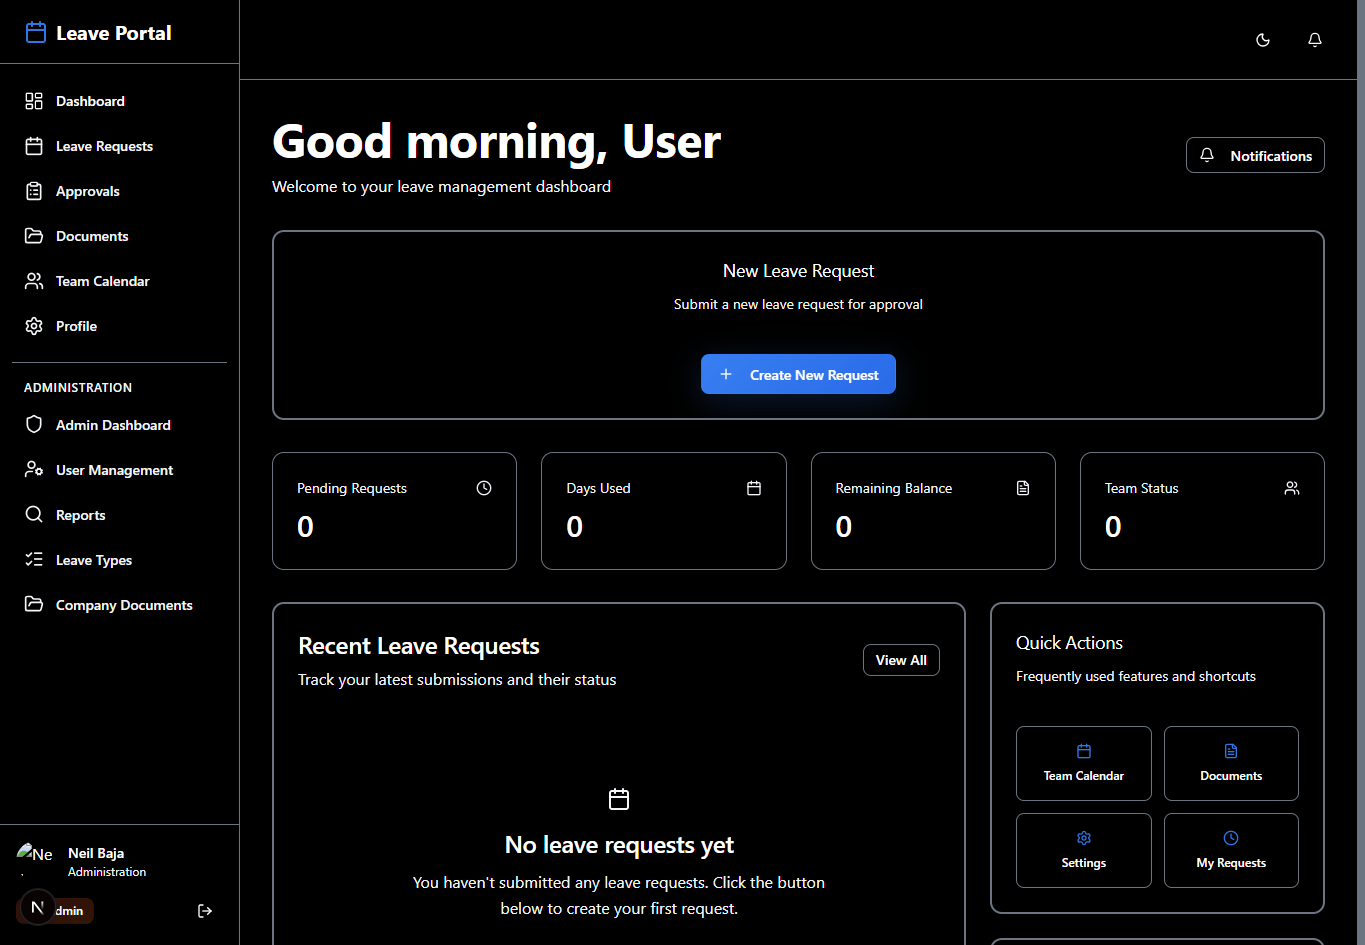 Leave Portal
Dashboard
Leave Requests
Approvals
Documents
Team Calendar
Profile
ADMINISTRATION
Admin Dashboard
User Management
Reports
Leave Types
Company Documents
Ne
Neil Baja
Administration
N
dmin
Good morning, User
Welcome to your leave management dashboard
Notifications
New Leave Request
Submit a new leave request for approval
Create New Request
Pending Requests
0
Days Used
0
Remaining Balance
0
Team Status
0
Recent Leave Requests
Track your latest submissions and their status
View All
No leave requests yet
You haven't submitted any leave requests. Click the button
below to create your first request.
Quick Actions
Frequently used features and shortcuts
Team Calendar
Documents
Settings
My Requests